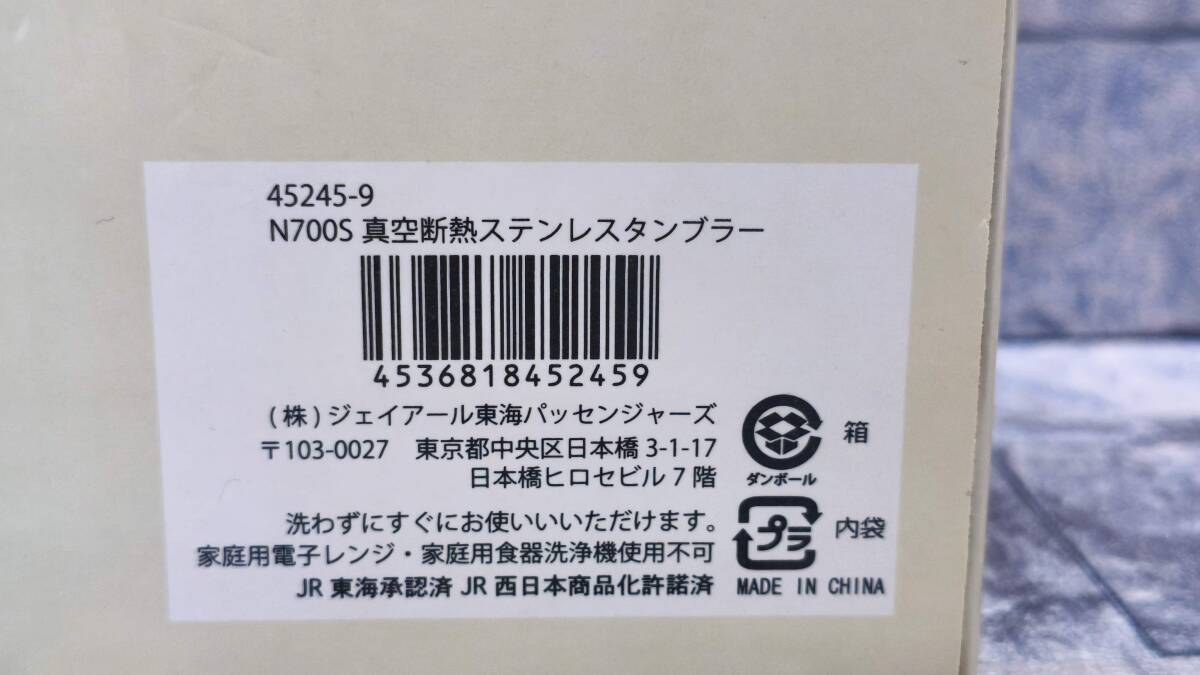 45245-9
N700S 真空断熱ステンレスタンブラー
4536818452459
(株)ジェイアール東海パッセンジャーズ
〒103-0027 東京都中央区日本橋 3-1-17
日本橋ヒロセビル 7 階
洗わずにすぐにお使いいいただけます。
家庭用電子レンジ・家庭用食器洗浄機使用不可
JR 東海承認済 JR 西日本商品化許諾済
ダンボール
箱
プラ
内袋
MADE IN CHINA